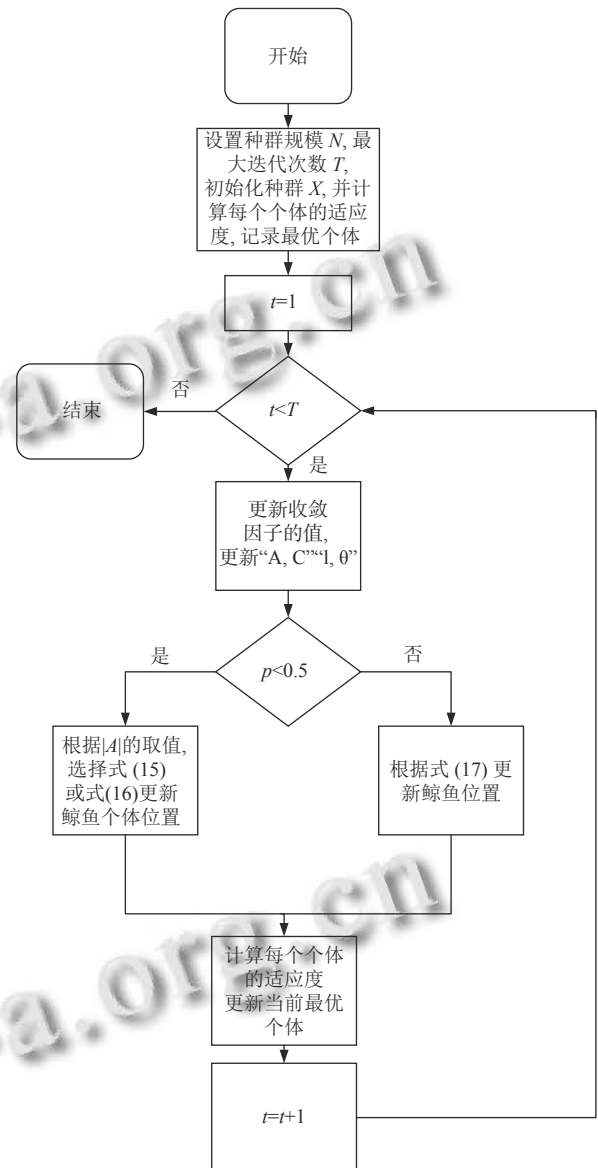 开始
设置种群规模 N, 最
大迭代次数 T,
初始化种群 X, 并计
算每个个体的适应
度, 记录最优个体
t=1
t<T
否
结束
是
更新收敛
因子的值,
更新“A, C”“l, θ”
p<0.5
是
否
根据|A|的取值,
选择式 (15)
或式(16)更新
鲸鱼个体位置
根据式 (17) 更
新鲸鱼位置
计算每个个体
的适应度
更新当前最优
个体
t=t+1
a.org.cn
a.org.cn